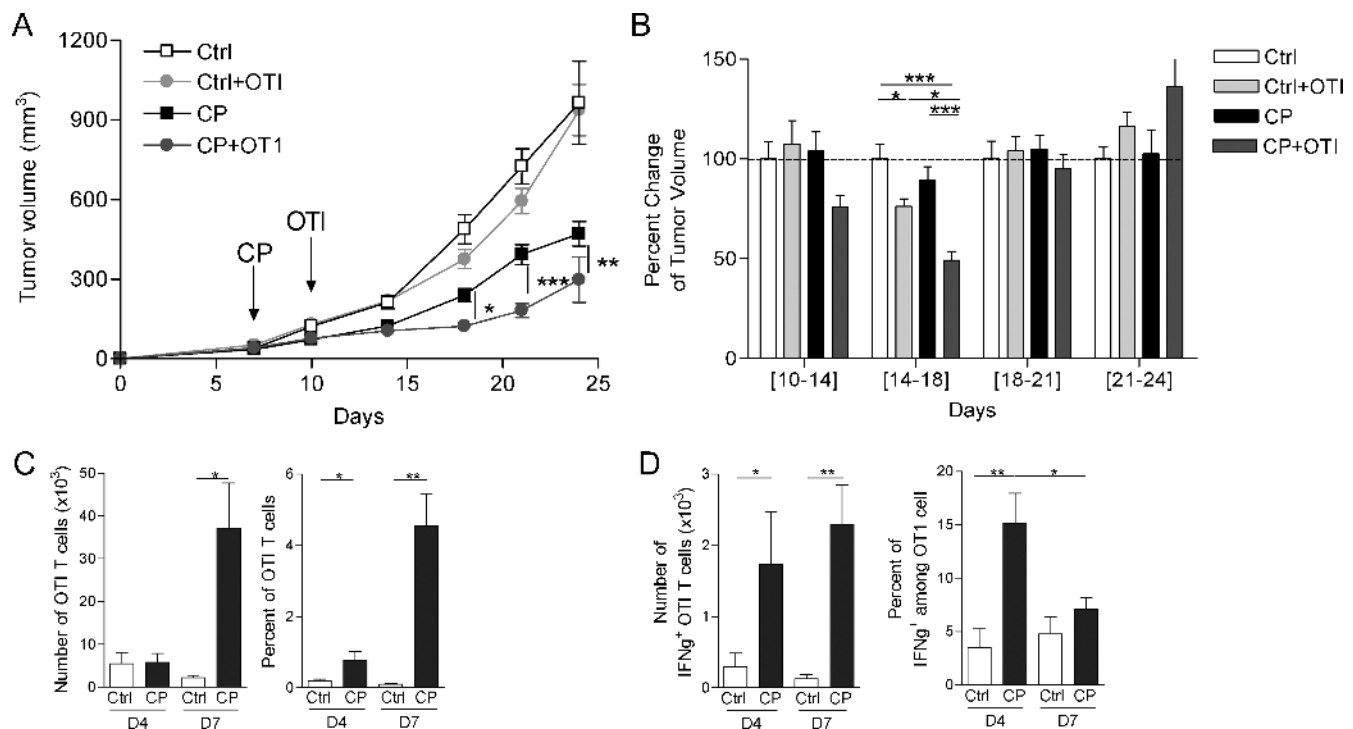 A
1200
900
600
300
0
Tumor volume (mm³)
Ctrl
Ctrl+OTI
CP
CP+OT1
CP
OTI
*
***
**
0 5 10 15 20 25
Days
B
150
100
50
0
Percent Change
of Tumor Volume
***
* *
***
Ctrl
Ctrl+OTI
CP
CP+OTI
[10-14] [14-18] [18-21] [21-24]
Days
C
50
40
30
20
10
0
Number of OTI T cells (x10³)
*
Ctrl CP Ctrl CP
D4 D7
6
4
2
0
Percent of OTI T cells
* **
Ctrl CP Ctrl CP
D4 D7
D
3
2
1
0
Number of
IFNg⁺ OTI T cells (x10³)
* **
Ctrl CP Ctrl CP
D4 D7
20
15
10
5
0
Percent of
IFNg⁺ among OT1 cell
** *
Ctrl CP Ctrl CP
D4 D7